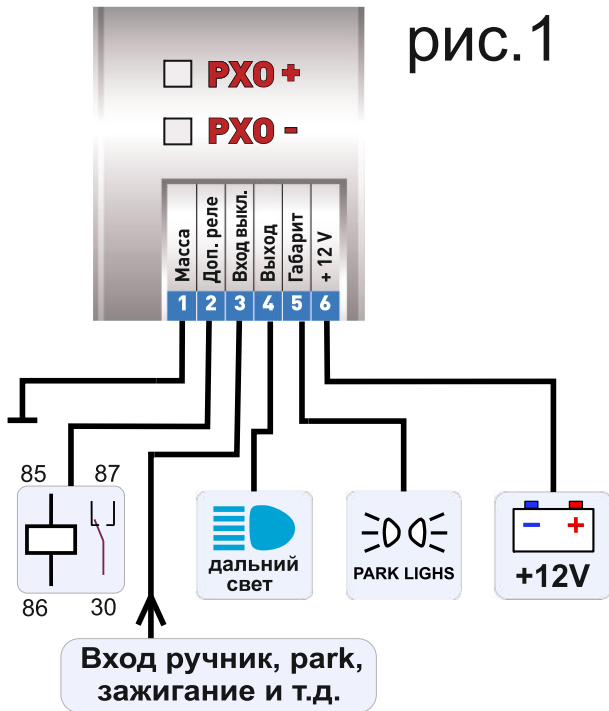 рис.1
РХО +
РХО -
Масса
Доп. реле
Вход выкл.
Выход
Габарит
+ 12 V
1 2 3 4 5 6
85 87
86 30
дальний
свет
PARK LIGHS
− +
+12V
Вход ручник, park,
зажигание и т.д.